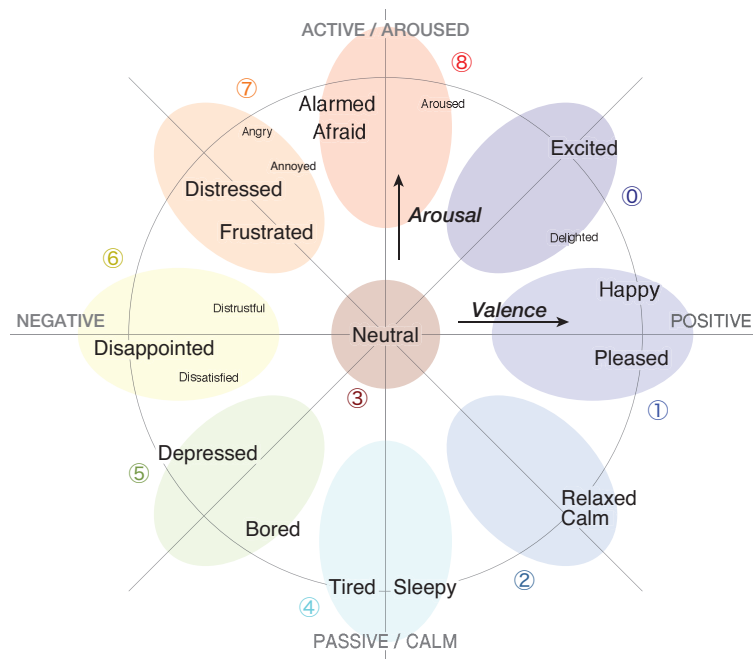 ACTIVE / AROUSED
⑦
⑧
Alarmed
Aroused
Afraid
Angry
Annoyed
Excited
Distressed
⓪
Arousal
Frustrated
Delighted
⑥
Happy
Distrustful
Valence
NEGATIVE
POSITIVE
Neutral
Disappointed
Pleased
Dissatisfied
③
①
Depressed
⑤
Relaxed
Calm
Bored
②
Tired
Sleepy
④
PASSIVE / CALM